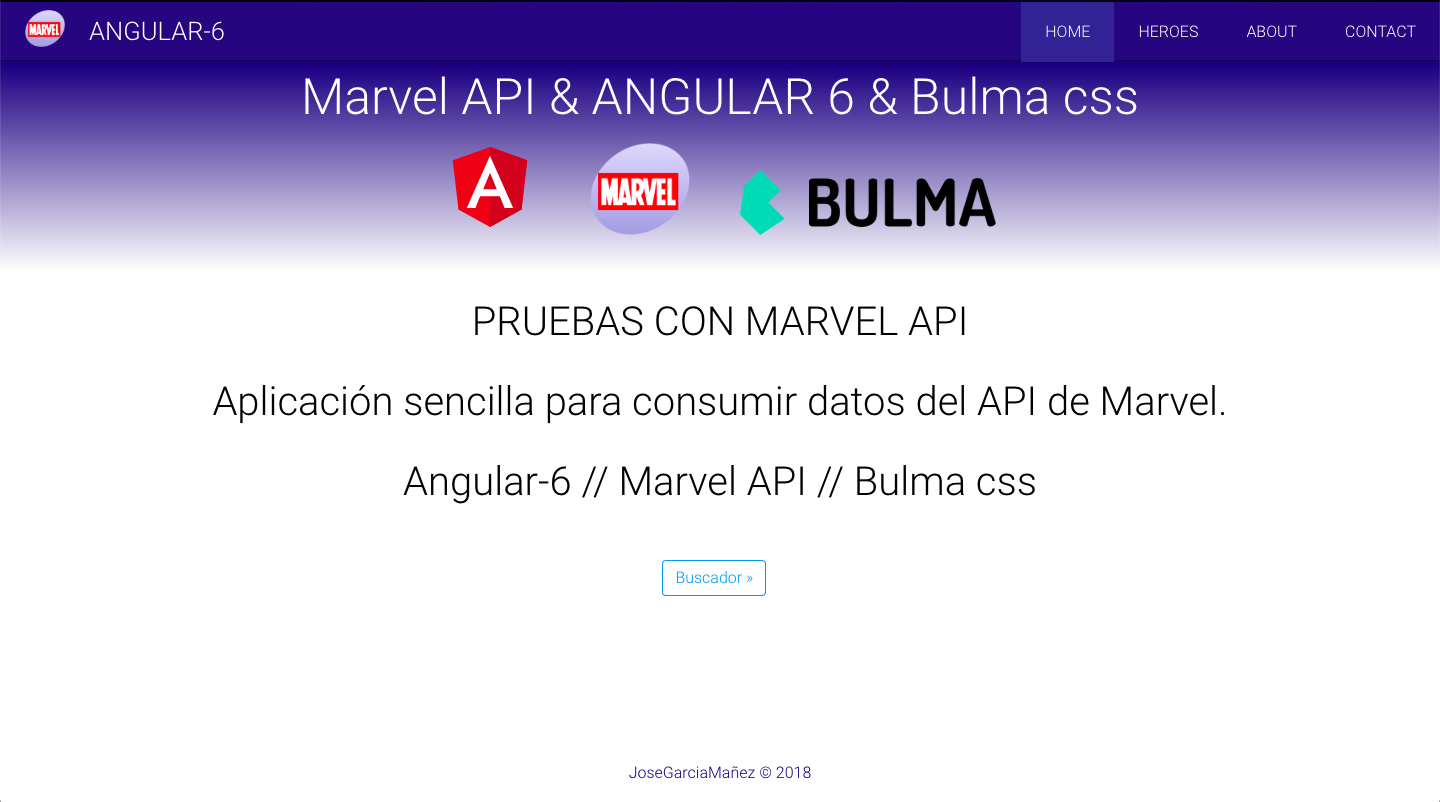 MARVEL ANGULAR-6 HOME HEROES ABOUT CONTACT
Marvel API & ANGULAR 6 & Bulma css
A MARVEL BULMA
PRUEBAS CON MARVEL API
Aplicación sencilla para consumir datos del API de Marvel.
Angular-6 // Marvel API // Bulma css
Buscador »
JoseGarciaMañez © 2018